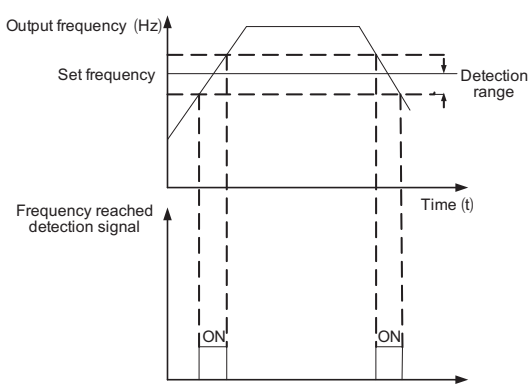 Output frequency (Hz)
Set frequency
Detection
range
Time (t)
Frequency reached
detection signal
ON
ON